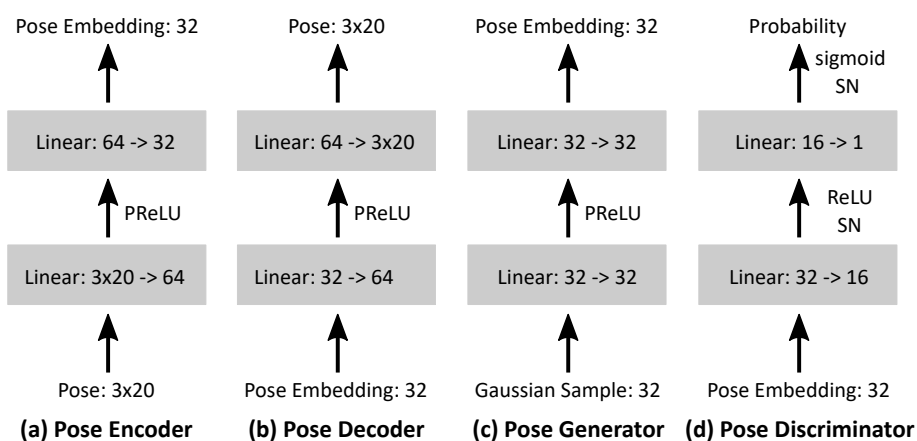 Pose Embedding: 32
Linear: 64 -> 32
PReLU
Linear: 3x20 -> 64
Pose: 3x20
(a) Pose Encoder
Pose: 3x20
Linear: 64 -> 3x20
PReLU
Linear: 32 -> 64
Pose Embedding: 32
(b) Pose Decoder
Pose Embedding: 32
Linear: 32 -> 32
PReLU
Linear: 32 -> 32
Gaussian Sample: 32
(c) Pose Generator
Probability
sigmoid
SN
Linear: 16 -> 1
ReLU
SN
Linear: 32 -> 16
Pose Embedding: 32
(d) Pose Discriminator